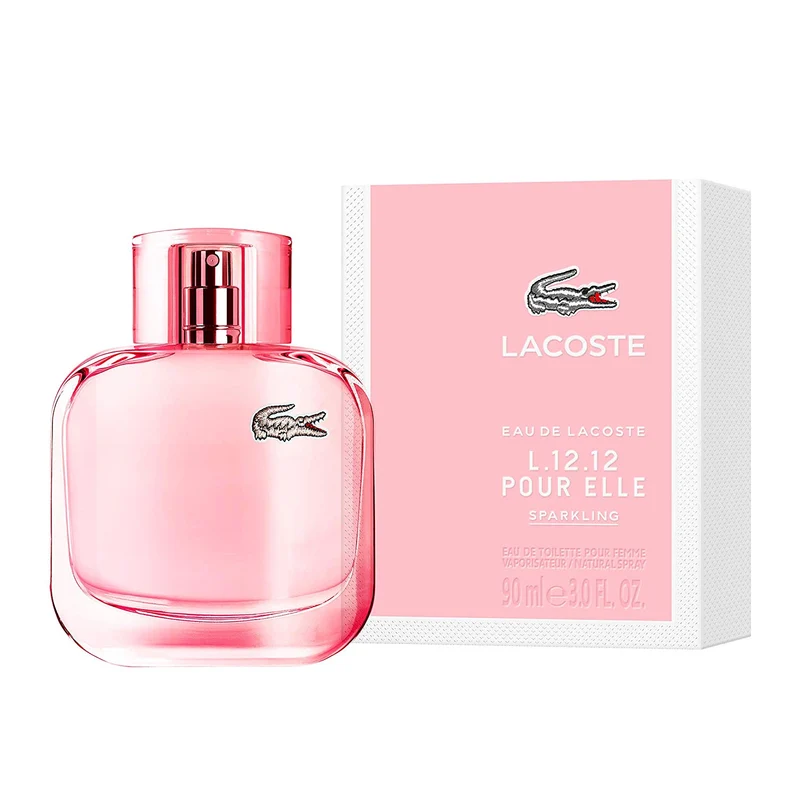 LACOSTE
EAU DE LACOSTE
L.12.12
POUR ELLE
SPARKLING
EAU DE TOILETTE POUR FEMME
VAPORISATEUR / NATURAL SPRAY
90 ml e 3.0 FL. OZ.